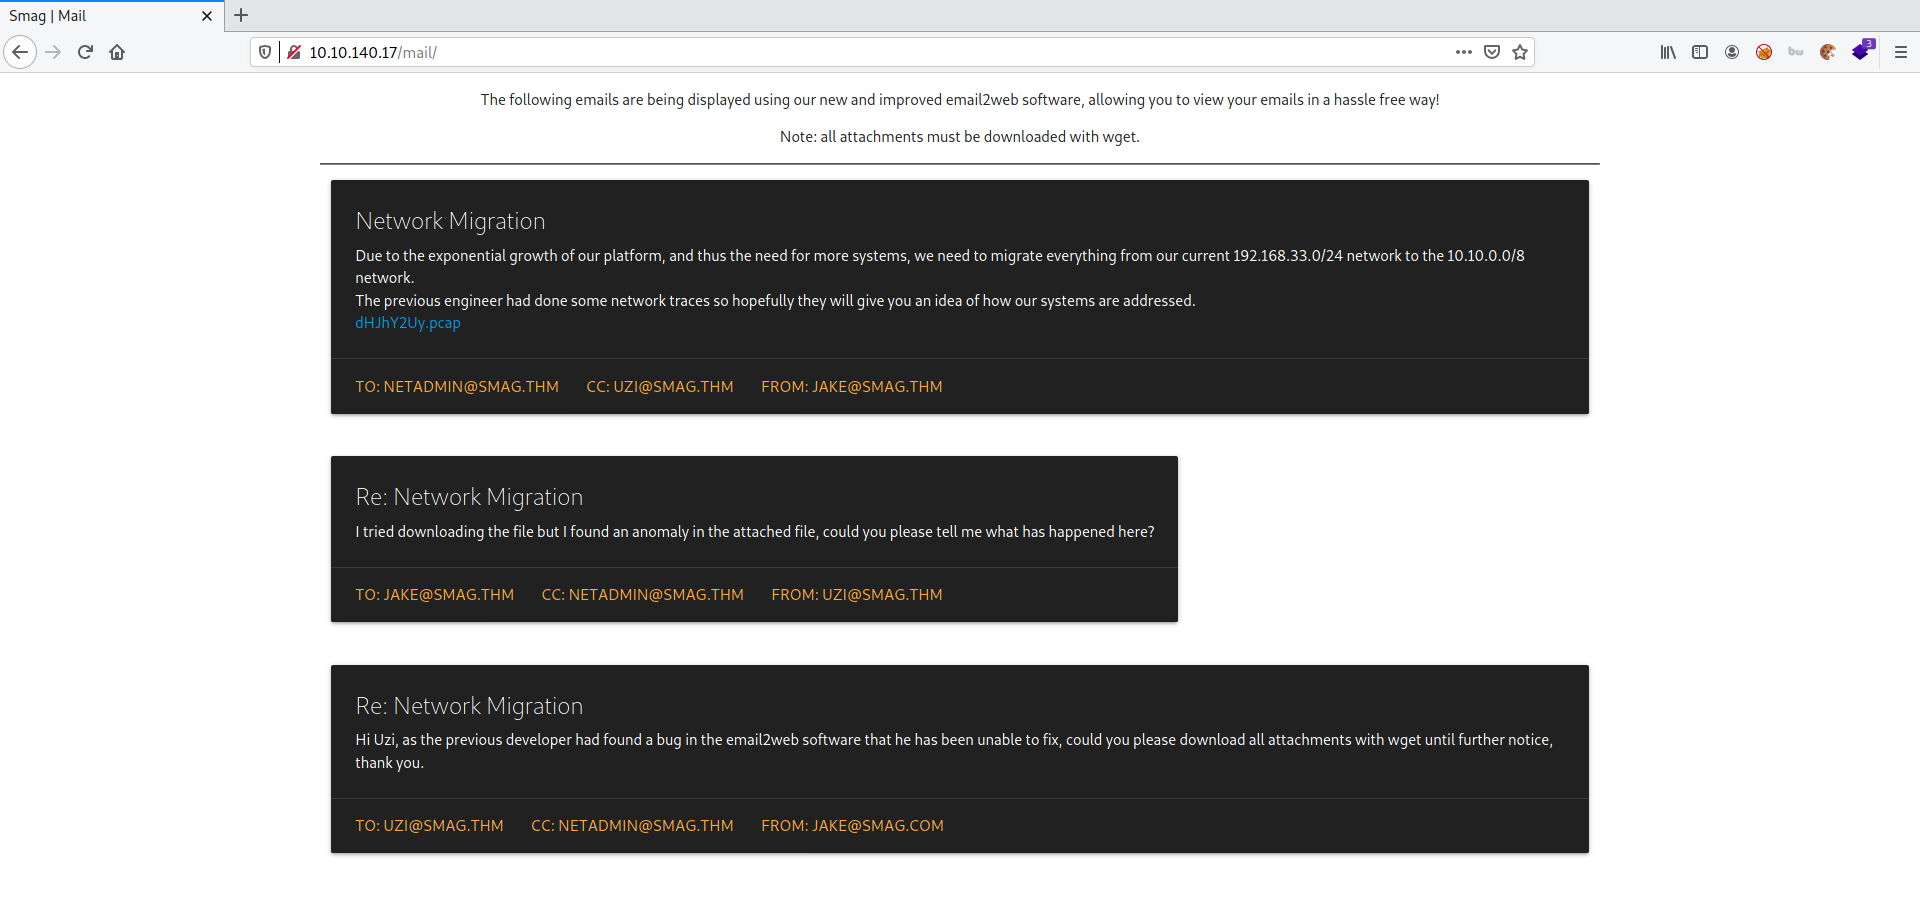 Smag | Mail
10.10.140.17/mail/
3
The following emails are being displayed using our new and improved email2web software, allowing you to view your emails in a hassle free way!
Note: all attachments must be downloaded with wget.
Network Migration
Due to the exponential growth of our platform, and thus the need for more systems, we need to migrate everything from our current 192.168.33.0/24 network to the 10.10.0.0/8
network.
The previous engineer had done some network traces so hopefully they will give you an idea of how our systems are addressed.
dHJhY2Uy.pcap
TO: NETADMIN@SMAG.THM CC: UZI@SMAG.THM FROM: JAKE@SMAG.THM
Re: Network Migration
I tried downloading the file but I found an anomaly in the attached file, could you please tell me what has happened here?
TO: JAKE@SMAG.THM CC: NETADMIN@SMAG.THM FROM: UZI@SMAG.THM
Re: Network Migration
Hi Uzi, as the previous developer had found a bug in the email2web software that he has been unable to fix, could you please download all attachments with wget until further notice,
thank you.
TO: UZI@SMAG.THM CC: NETADMIN@SMAG.THM FROM: JAKE@SMAG.COM